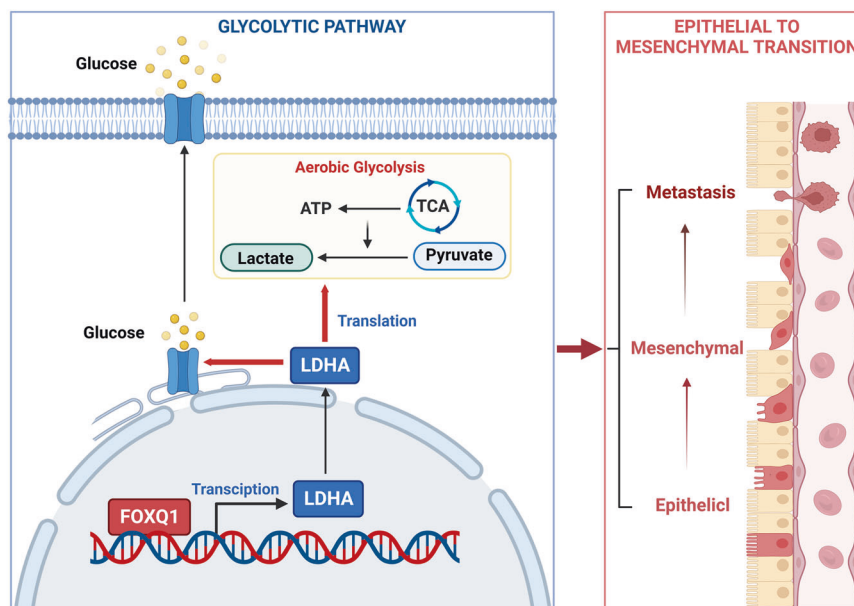 GLYCOLYTIC PATHWAY
Glucose
Aerobic Glycolysis
ATP
TCA
Lactate
Pyruvate
Glucose
Translation
LDHA
Transciption
LDHA
FOXQ1
EPITHELIAL TO
MESENCHYMAL TRANSITION
Metastasis
Mesenchymal
Epithelicl